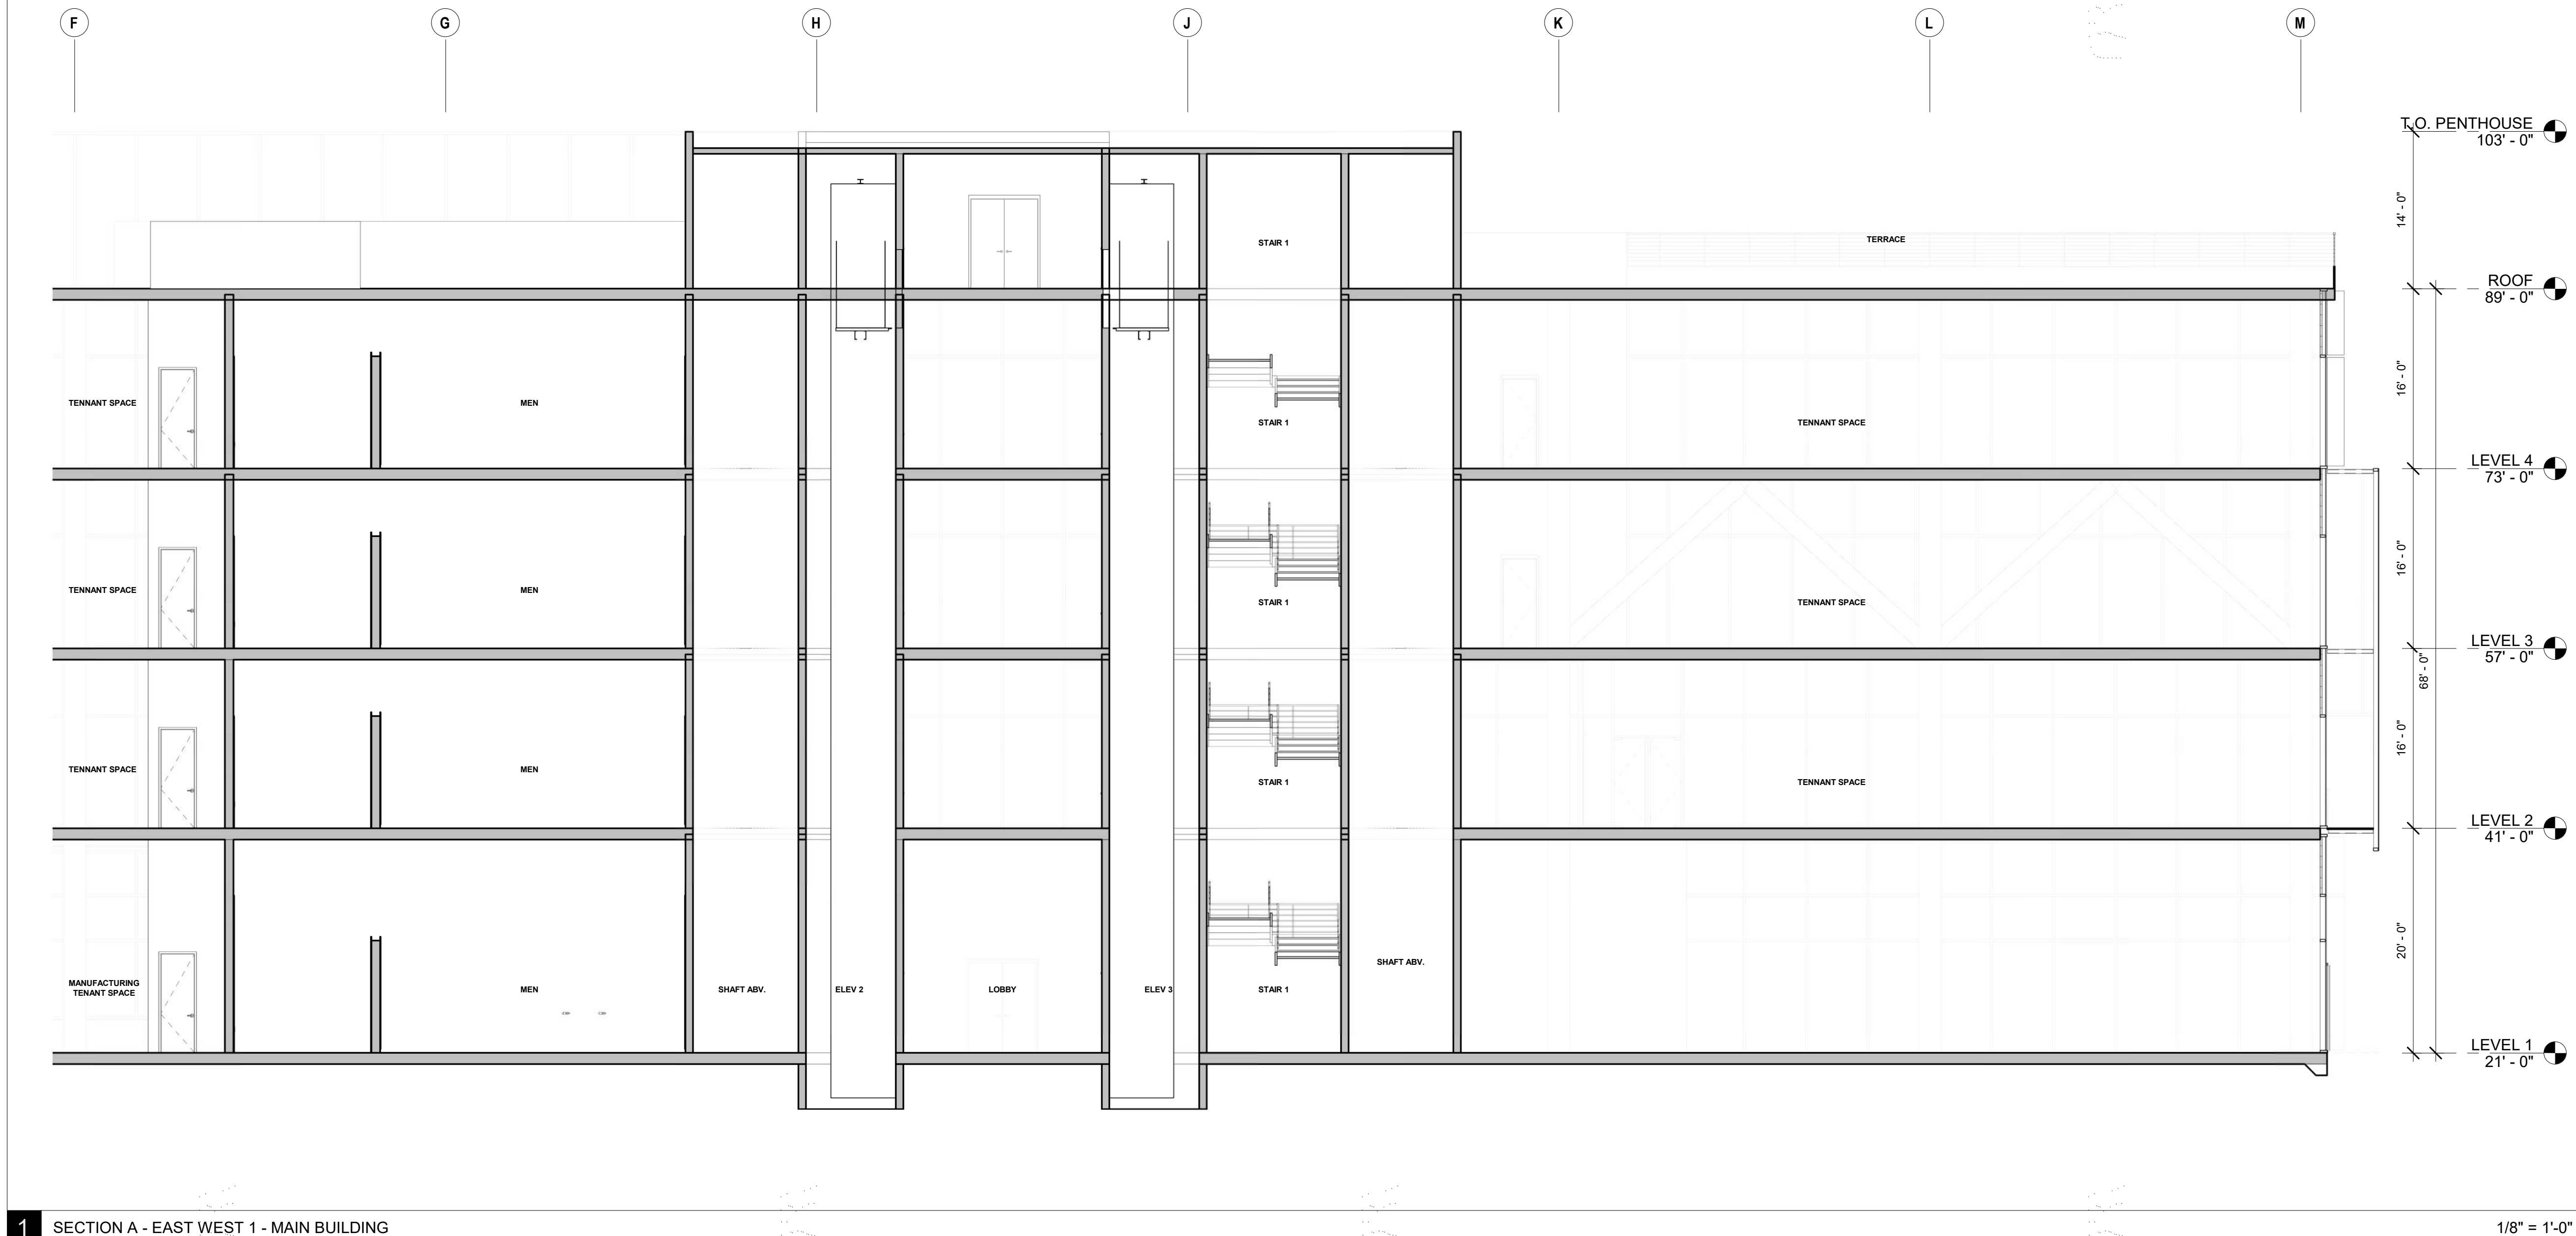 F G H J K L M
T.O. PENTHOUSE
103' - 0"
14' - 0"
STAIR 1
TERRACE
ROOF
89' - 0"
16' - 0"
TENNANT SPACE
MEN
STAIR 1
TENNANT SPACE
LEVEL 4
73' - 0"
16' - 0"
TENNANT SPACE
MEN
STAIR 1
TENNANT SPACE
LEVEL 3
57' - 0"
68' - 0"
16' - 0"
TENNANT SPACE
MEN
STAIR 1
TENNANT SPACE
LEVEL 2
41' - 0"
20' - 0"
MANUFACTURING
TENANT SPACE
MEN
SHAFT ABV.
ELEV 2
LOBBY
ELEV 3
STAIR 1
SHAFT ABV.
LEVEL 1
21' - 0"
1 SECTION A - EAST WEST 1 - MAIN BUILDING
1/8" = 1'-0"